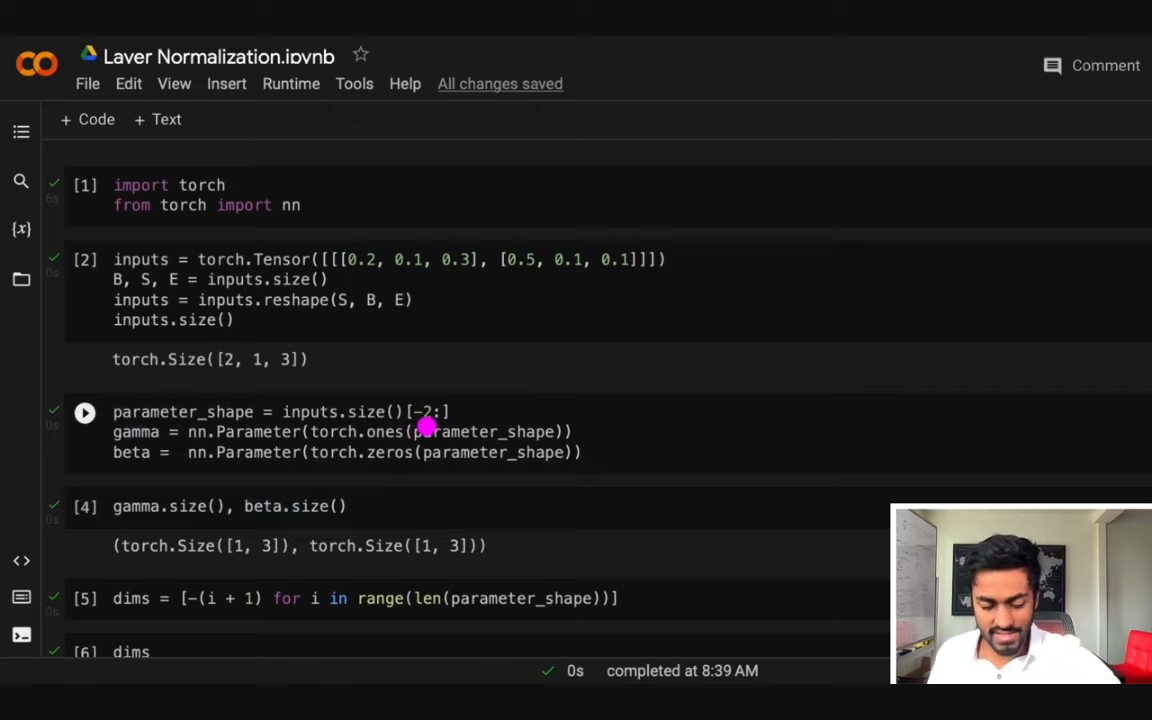 Laver Normalization.ipvnb
File Edit View Insert Runtime Tools Help All changes saved
Comment
+ Code + Text
[1] import torch
6s
from torch import nn
[2] inputs = torch.Tensor([[[0.2, 0.1, 0.3], [0.5, 0.1, 0.1]]])
0s
B, S, E = inputs.size()
inputs = inputs.reshape(S, B, E)
inputs.size()
torch.Size([2, 1, 3])
parameter_shape = inputs.size()[-2:]
0s
gamma = nn.Parameter(torch.ones(parameter_shape))
beta = nn.Parameter(torch.zeros(parameter_shape))
[4] gamma.size(), beta.size()
0s
(torch.Size([1, 3]), torch.Size([1, 3]))
[5] dims = [-(i + 1) for i in range(len(parameter_shape))]
0s
[6] dims
0s completed at 8:39 AM